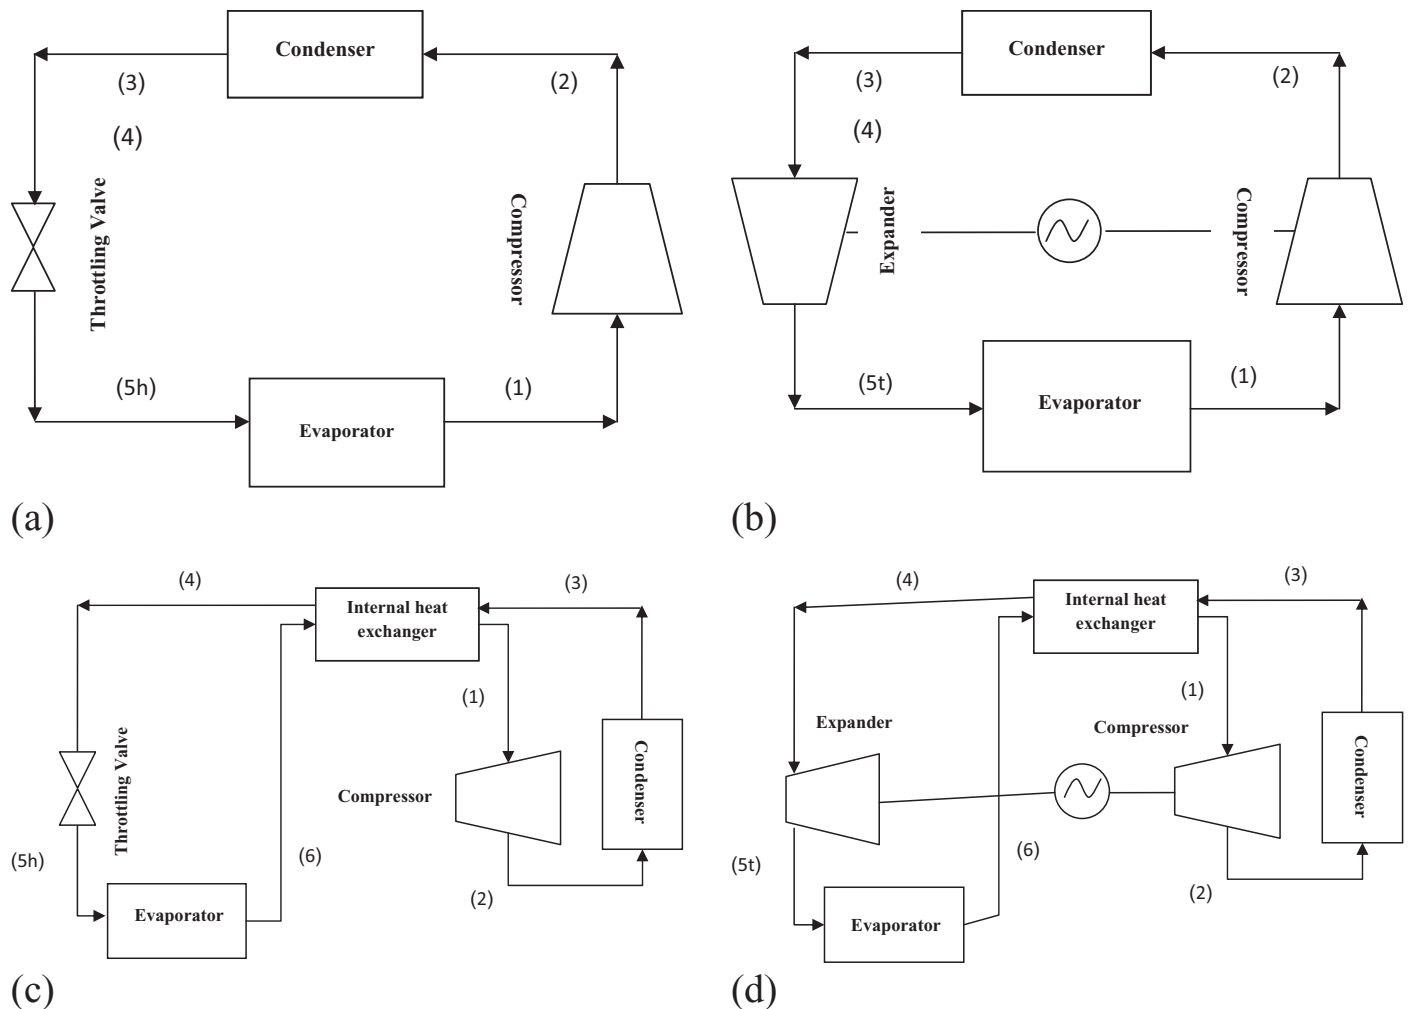 Condenser
(3)
(2)
(4)
Throttling Valve
Compressor
(5h)
(1)
Evaporator
(a)
Condenser
(3)
(2)
(4)
Expander
Compressor
(5t)
(1)
Evaporator
(b)
(4)
Internal heat
exchanger
(3)
(1)
Throttling Valve
Compressor
Condenser
(5h)
(6)
(2)
Evaporator
(c)
(4)
Internal heat
exchanger
(3)
(1)
Expander
Compressor
Condenser
(5t)
(6)
(2)
Evaporator
(d)